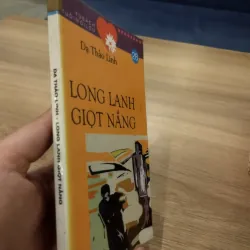 Dạ Thảo Linh
LONG LANH
GIỌT NẮNG
DẠ THẢO LINH - LONG LANH GIỌT NẮNG